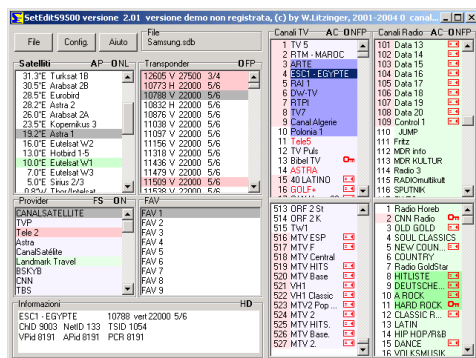 SetEditS9500 versione 2.01 versione demo non registrata, (c) by W.Litzinger, 2001-2004 0 canal...
File Config. Aiuto
File
Samsung.sdb
Satelliti AP ONL
31.3°E Turksat 1B
30.5°E Arabsat 2B
28.5°E Eurobird
28.2°E Astra 2
26.0°E Arabsat 2A
23.5°E Kopernikus 3
19.2°E Astra 1
16.0°E Eutelsat W2
13.0°E Hotbird 1-5
10.0°E Eutelsat W1
7.0°E Eutelsat W3
5.0°E Sirius 2/3
0.8°W Thor/Intelsat
Transponder O FP
12605 V 27500 3/4
10773 H 22000 5/6
10788 V 22000 5/6
10832 H 22000 5/6
10876 V 22000 5/6
11038 V 22000 5/6
11097 V 22000 5/6
11156 V 22000 5/6
11318 V 22000 5/6
11436 V 22000 5/6
11479 V 22000 5/6
11509 V 22000 5/6
11538 V 22000 5/6
Provider FS ON
CANALSATELLITE
TVP
Tele 2
Astra
CanalSatélite
Landmark Travel
BSKYB
CNN
TBS
FAV
FAV 1
FAV 2
FAV 3
FAV 4
FAV 5
FAV 6
FAV 7
FAV 8
FAV 9
Informazioni HD
ESC1 - EGYPTE 10788 vert 22000 5/6
ChD 9003 NetID 133 TSID 1054
VPid 8191 APid 8191 PCR 8191
Canali TV AC ONFP
1 TV 5
2 RTM - MAROC
3 ARTE
4 ESC1 - EGYPTE
5 RAI 1
6 DW-TV
7 RTPI
8 TV7
9 Canal Algerie
10 Polonia 1
11 Tele5
12 TV Puls
13 Bibel TV
14 ASTRA
15 40 LATINO
16 GOLF+
513 ORF 2 St
514 ORF 2 K
515 TW1
516 MTV ESP
517 MTV F
518 MTV Central
519 MTV HITS
520 MTV Base
521 VH1
522 VH1 Classic
523 MTV2 Pop ...
524 MTV 2
525 MTV HITS.
526 MTV Base.
527 MTV 2.
Canali Radio AC ONFP
101 Data 13
102 Data 14
103 Data 15
104 Data 16
105 Data 17
106 Data 18
107 Data 19
108 Data 20
109 Control 1
110 JUMP
111 Fritz
112 MDR info
113 MDR KULTUR
114 Radio 3
115 RADIOmultikult
116 SPUTNIK
1 Radio Horeb
2 CNN Radio
3 OLD GOLD
4 SOUL CLASSICS
5 NEW COUN...
6 COUNTRY
7 Radio GoldStar
8 HITLISTE
9 DEUTSCHE...
10 A ROCK
11 HARD ROCK
12 CLASSIC R...
13 LATIN
14 HIP HOP/R&B
15 DANCE
16 VOLKSMUSIK